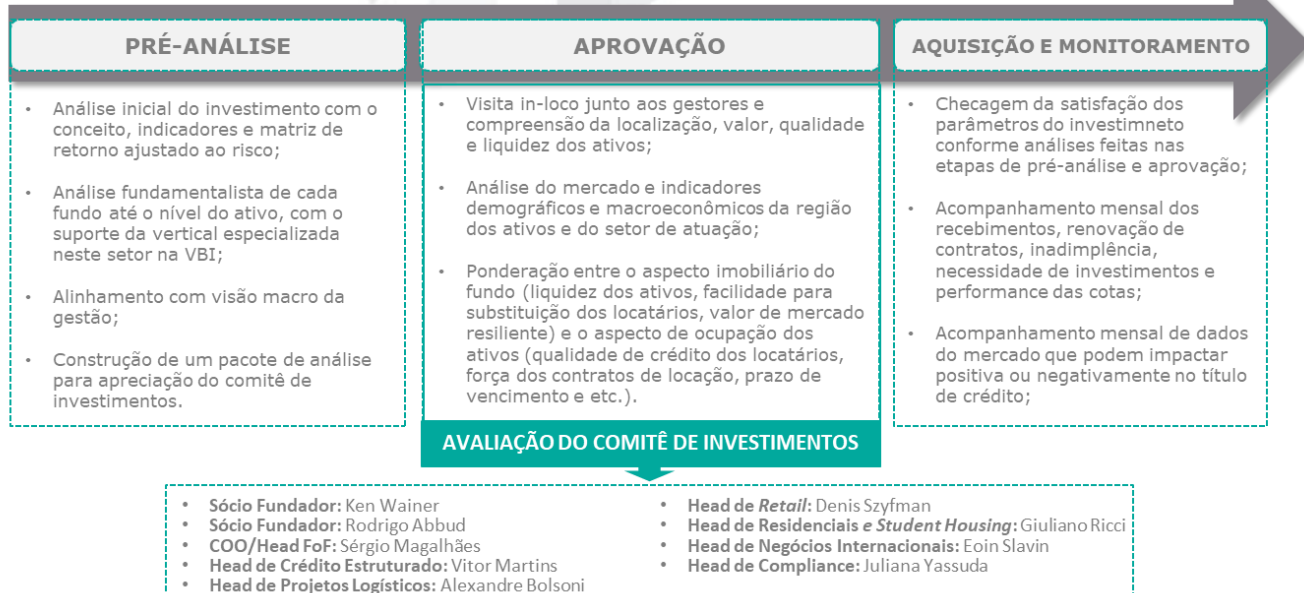 PRÉ-ANÁLISE
• Análise inicial do investimento com o
conceito, indicadores e matriz de
retorno ajustado ao risco;
• Análise fundamentalista de cada
fundo até o nível do ativo, com o
suporte da vertical especializada
neste setor na VBI;
• Alinhamento com visão macro da
gestão;
• Construção de um pacote de análise
para apreciação do comitê de
investimentos.
APROVAÇÃO
• Visita in-loco junto aos gestores e
compreensão da localização, valor, qualidade
e liquidez dos ativos;
• Análise do mercado e indicadores
demográficos e macroeconômicos da região
dos ativos e do setor de atuação;
• Ponderação entre o aspecto imobiliário do
fundo (liquidez dos ativos, facilidade para
substituição dos locatários, valor de mercado
resiliente) e o aspecto de ocupação dos
ativos (qualidade de crédito dos locatários,
força dos contratos de locação, prazo de
vencimento e etc.).
AQUISIÇÃO E MONITORAMENTO
• Checagem da satisfação dos
parâmetros do investimneto
conforme análises feitas nas
etapas de pré-análise e aprovação;
• Acompanhamento mensal dos
recebimentos, renovação de
contratos, inadimplência,
necessidade de investimentos e
performance das cotas;
• Acompanhamento mensal de dados
do mercado que podem impactar
positiva ou negativamente no título
de crédito;
AVALIAÇÃO DO COMITÊ DE INVESTIMENTOS
• Sócio Fundador: Ken Wainer
• Sócio Fundador: Rodrigo Abbud
• COO/Head FoF: Sérgio Magalhães
• Head de Crédito Estruturado: Vitor Martins
• Head de Projetos Logísticos: Alexandre Bolsoni
• Head de Retail: Denis Szyfman
• Head de Residenciais e Student Housing: Giuliano Ricci
• Head de Negócios Internacionais: Eoin Slavin
• Head de Compliance: Juliana Yassuda